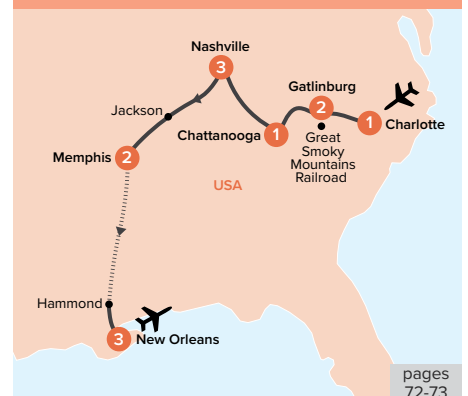 Nashville
3
Gatlinburg
2
Jackson
Chattanooga 1
1 Charlotte
Great
Smoky
Mountains
Railroad
Memphis 2
USA
Hammond
3 New Orleans
pages
72-73